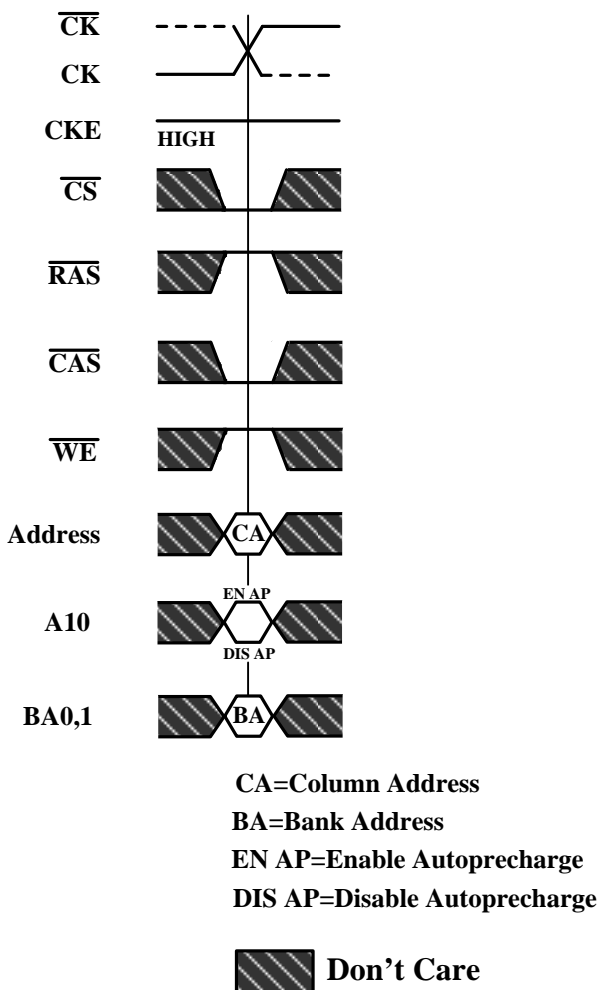 CK
CK
CKE
HIGH
CS
RAS
CAS
WE
Address
CA
EN AP
A10
DIS AP
BA0,1
BA
CA=Column Address
BA=Bank Address
EN AP=Enable Autoprecharge
DIS AP=Disable Autoprecharge
Don't Care